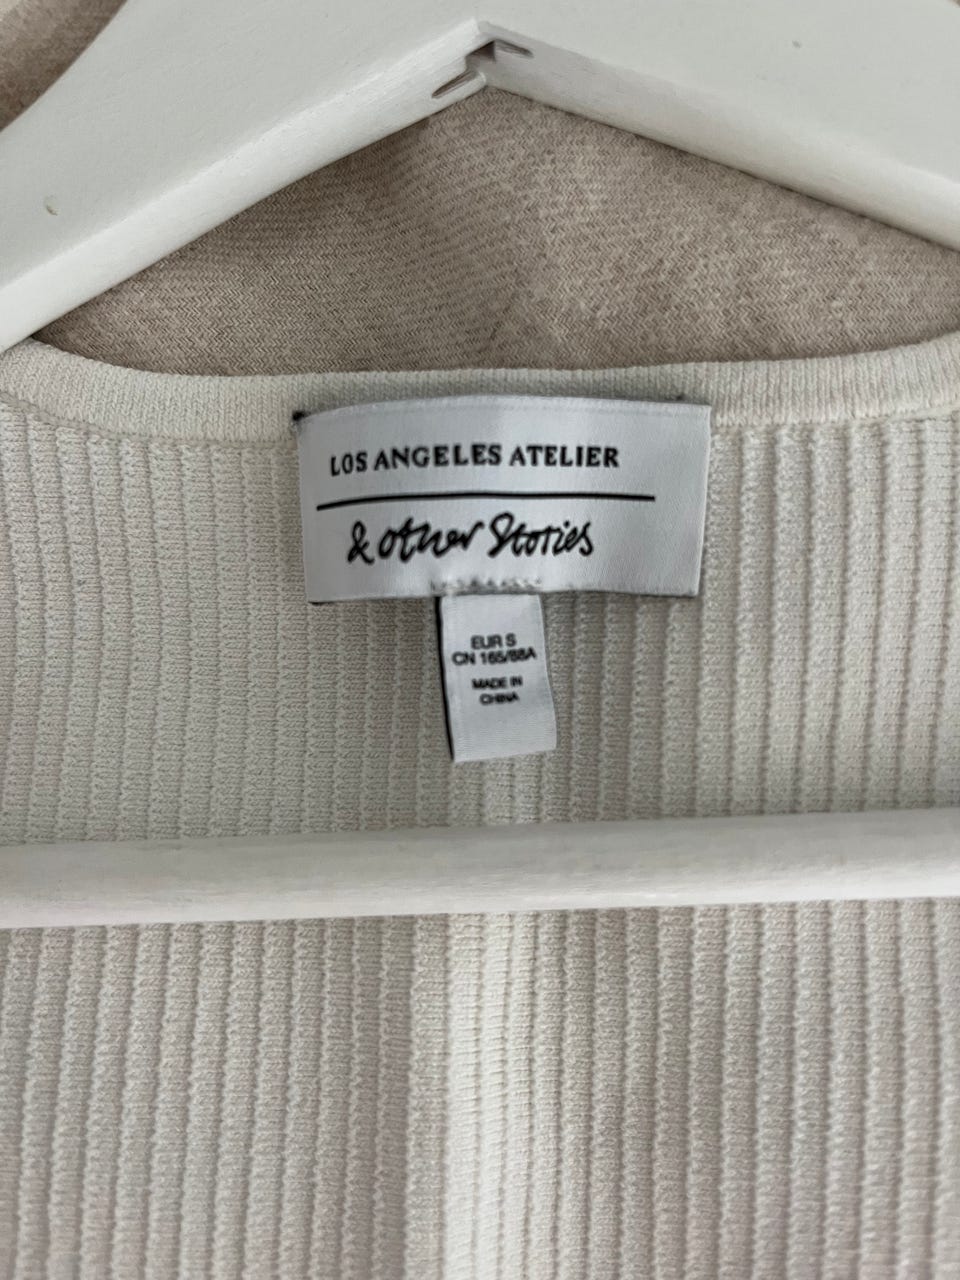 LOS ANGELES ATELIER
& other Stories
EUR S
CN 165/88A
MADE IN
CHINA